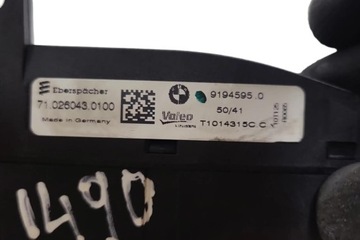 Eberspächer
71.026043.0100
Made in Germany
9194595.0
50/41
Valeo
T1014315C C
1490